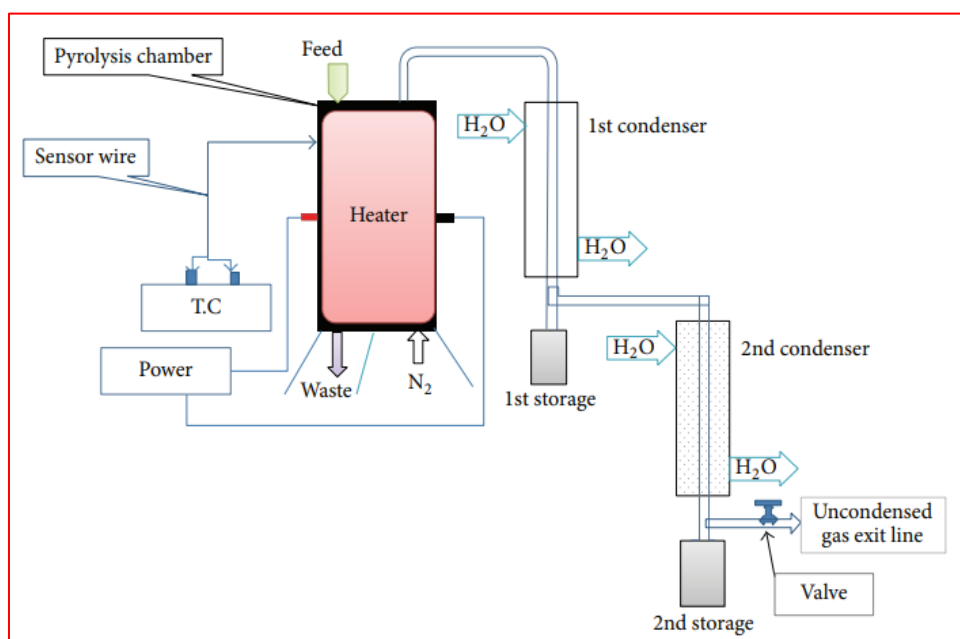 Feed
Pyrolysis chamber
H₂O
1st condenser
Sensor wire
Heater
H₂O
T.C
H₂O
2nd condenser
Power
Waste
N₂
1st storage
H₂O
Uncondensed
gas exit line
Valve
2nd storage